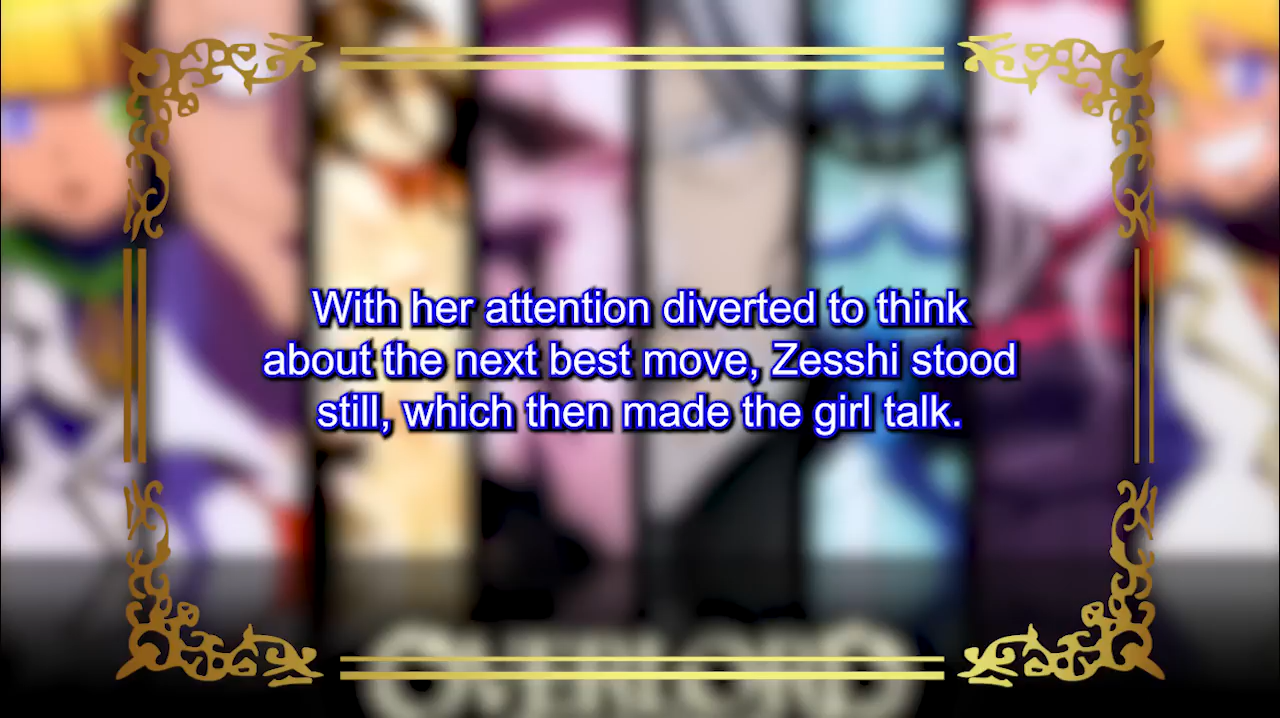 With her attention diverted to think
about the next best move, Zesshi stood
still, which then made the girl talk.
OVERLORD